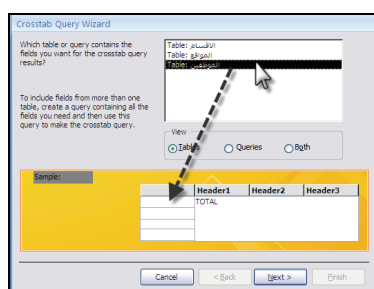 Crosstab Query Wizard
Which table or query contains the
fields you want for the crosstab query
results?
Table: الاقسام
Table: المواقع
Table: الموظفين
To include fields from more than one
table, create a query containing all the
fields you need and then use this
query to make the crosstab query.
View
Tables
Queries
Both
Sample:
Header1 Header2 Header3
TOTAL
Cancel
< Back
Next >
Finish